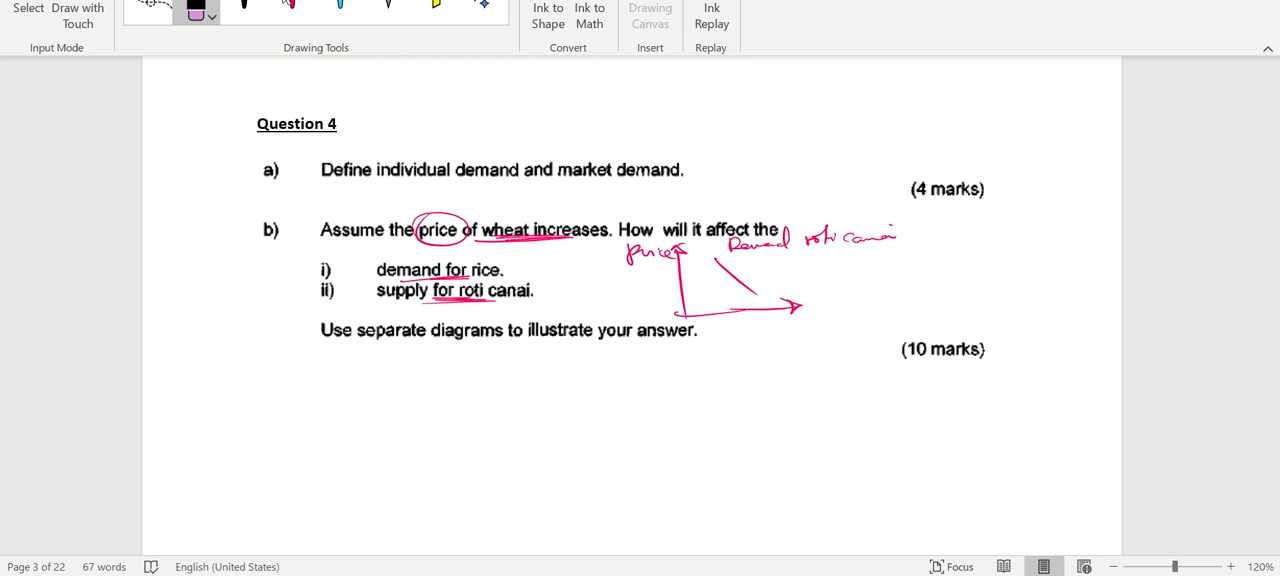 Select Draw with Touch
Ink to Shape
Ink to Math
Drawing Canvas
Ink Replay
Input Mode
Drawing Tools
Convert
Insert
Replay
Question 4
a) Define individual demand and market demand.
(4 marks)
b) Assume the price of wheat increases. How will it affect the
price Demand roti canai
i) demand for rice.
ii) supply for roti canai.
Use separate diagrams to illustrate your answer.
(10 marks)
Page 3 of 22 67 words English (United States) Focus 120%